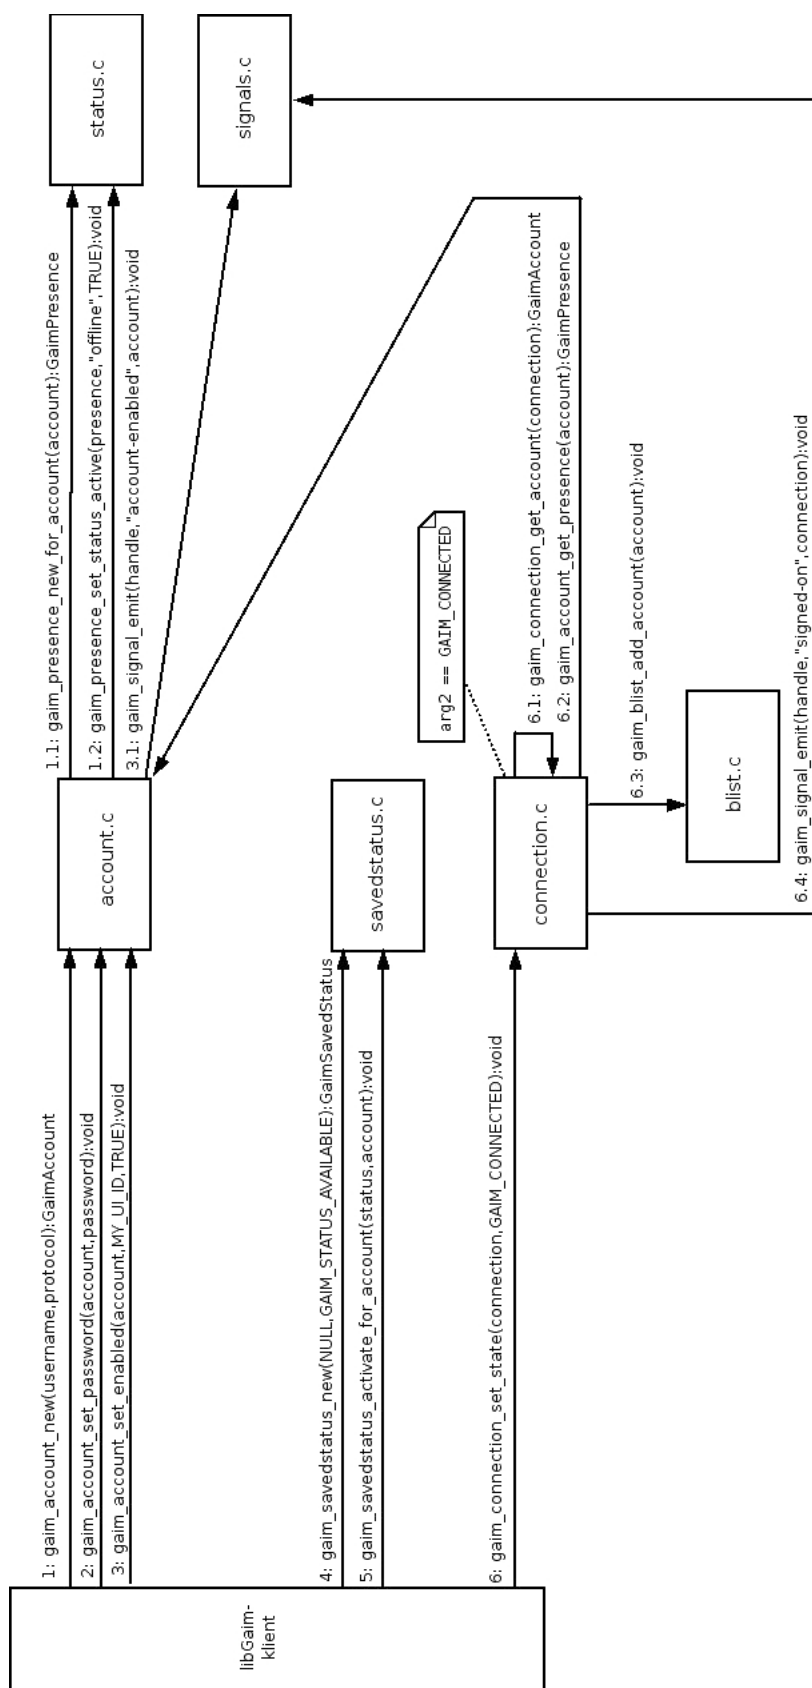 libGaim-
klient
1: gaim_account_new(username,protocol):GaimAccount
2: gaim_account_set_password(account,password):void
3: gaim_account_set_enabled(account,MY_UI_ID,TRUE):void
4: gaim_savedstatus_new(NULL,GAIM_STATUS_AVAILABLE):GaimSavedStatus
5: gaim_savedstatus_activate_for_account(status,account):void
6: gaim_connection_set_state(connection,GAIM_CONNECTED):void
account.c
savedstatus.c
connection.c
arg2 == GAIM_CONNECTED
blist.c
1.1: gaim_presence_new_for_account(account):GaimPresence
1.2: gaim_presence_set_status_active(presence,"offline",TRUE):void
3.1: gaim_signal_emit(handle,"account-enabled",account):void
6.1: gaim_connection_get_account(connection):GaimAccount
6.2: gaim_account_get_presence(account):GaimPresence
6.3: gaim_blist_add_account(account):void
6.4: gaim_signal_emit(handle,"signed-on",connection):void
status.c
signals.c